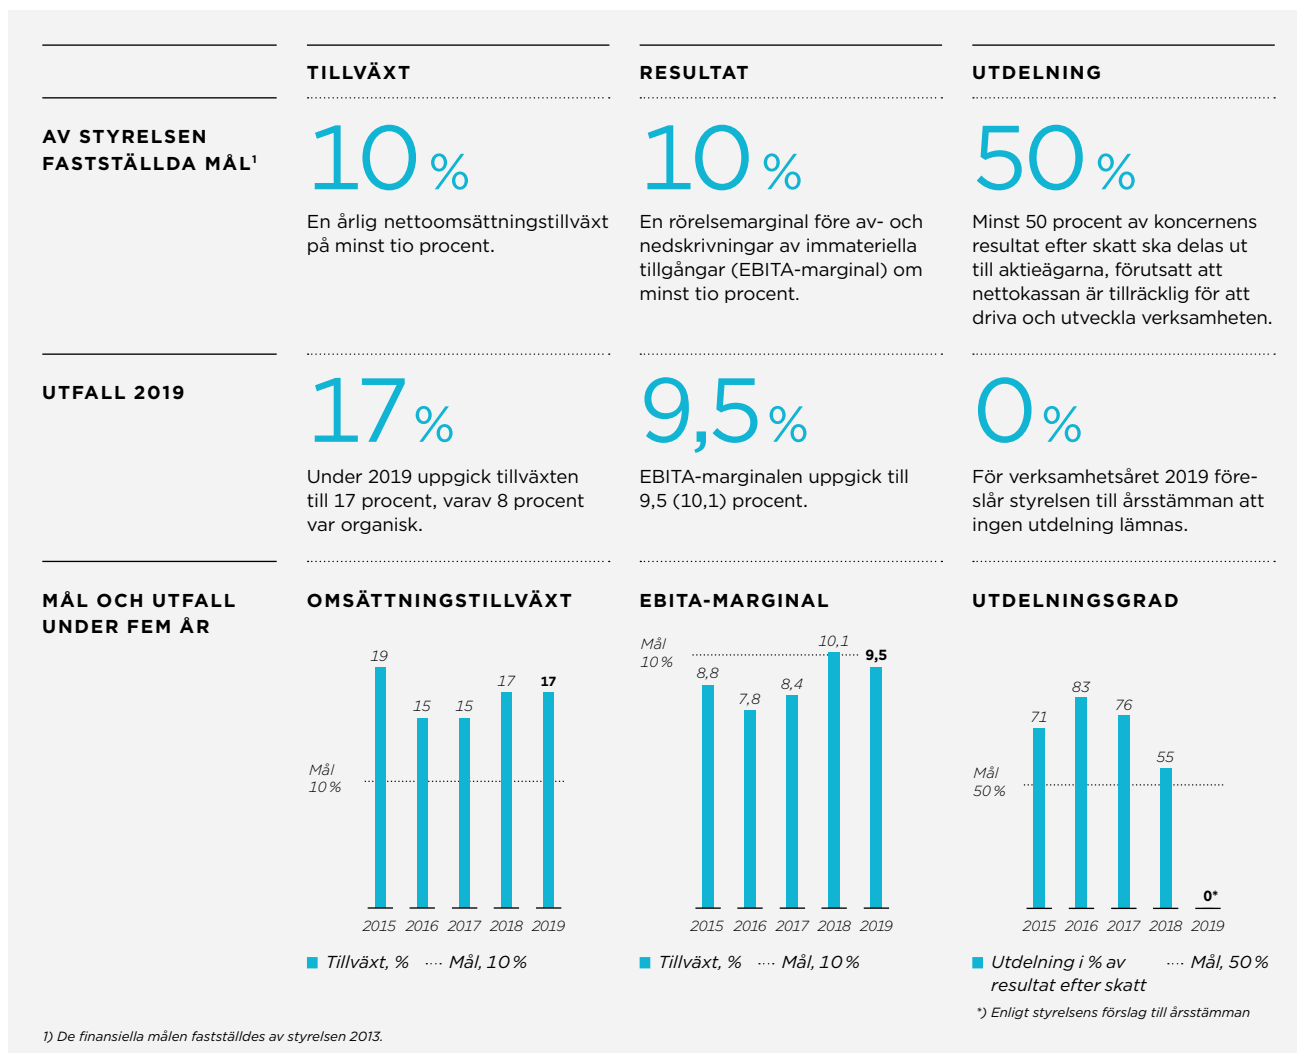 TILLVÄXT
RESULTAT
UTDELNING
AV STYRELSEN
FASTSTÄLLDA MÅL¹
10 %
En årlig nettoomsättningstillväxt
på minst tio procent.
10 %
En rörelsemarginal före av- och
nedskrivningar av immateriella
tillgångar (EBITA-marginal) om
minst tio procent.
50 %
Minst 50 procent av koncernens
resultat efter skatt ska delas ut
till aktieägarna, förutsatt att
nettokassan är tillräcklig för att
driva och utveckla verksamheten.
UTFALL 2019
17 %
Under 2019 uppgick tillväxten
till 17 procent, varav 8 procent
var organisk.
9,5 %
EBITA-marginalen uppgick till
9,5 (10,1) procent.
0 %
För verksamhetsåret 2019 före-
slår styrelsen till årsstämman att
ingen utdelning lämnas.
MÅL OCH UTFALL
UNDER FEM ÅR
OMSÄTTNINGSTILLVÄXT
19
15
15
17
17
Mål
10 %
2015 2016 2017 2018 2019
Tillväxt, % Mål, 10 %
EBITA-MARGINAL
Mål
10 %
8,8
7,8
8,4
10,1
9,5
2015 2016 2017 2018 2019
Tillväxt, % Mål, 10 %
UTDELNINGSGRAD
71
83
76
55
0*
Mål
50 %
2015 2016 2017 2018 2019
Utdelning i % av Mål, 50 %
resultat efter skatt
*) Enligt styrelsens förslag till årsstämman
1) De finansiella målen fastställdes av styrelsen 2013.